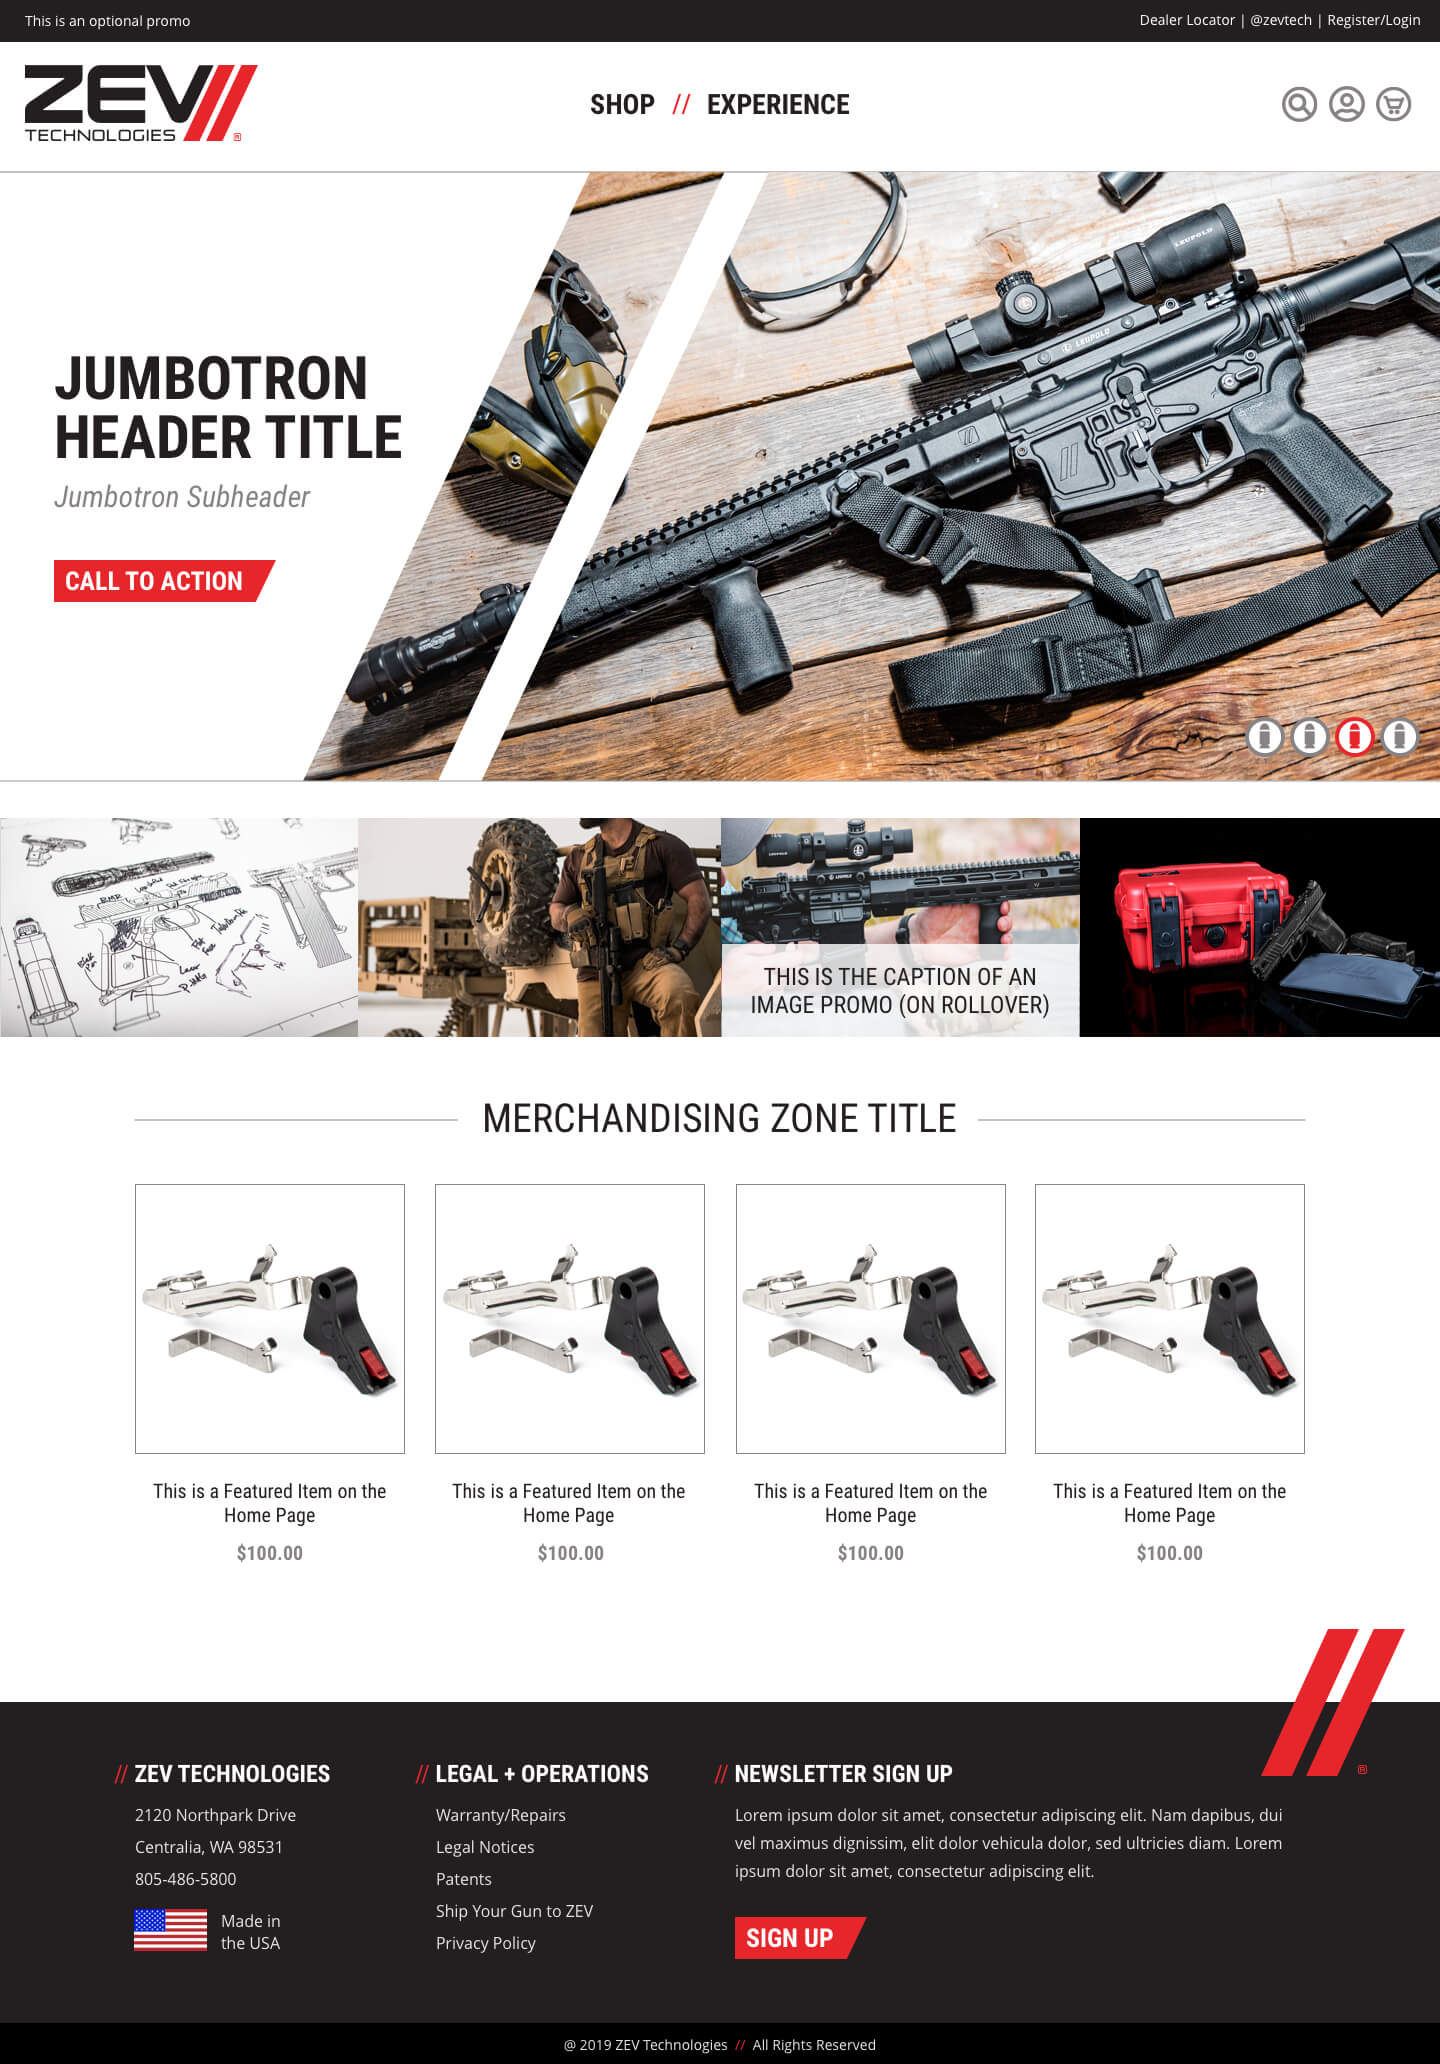 This is an optional promo
Dealer Locator | @zevtech | Register/Login
ZEV
TECHNOLOGIES ®
SHOP // EXPERIENCE
LEUPOLD
LEUPOLD
JUMBOTRON
HEADER TITLE
Jumbotron Subheader
CALL TO ACTION
RMR
LEUPOLD
THIS IS THE CAPTION OF AN
IMAGE PROMO (ON ROLLOVER)
MERCHANDISING ZONE TITLE
This is a Featured Item on the
Home Page
$100.00
This is a Featured Item on the
Home Page
$100.00
This is a Featured Item on the
Home Page
$100.00
This is a Featured Item on the
Home Page
$100.00
®
// ZEV TECHNOLOGIES
2120 Northpark Drive
Centralia, WA 98531
805-486-5800
Made in
the USA
// LEGAL + OPERATIONS
Warranty/Repairs
Legal Notices
Patents
Ship Your Gun to ZEV
Privacy Policy
// NEWSLETTER SIGN UP
Lorem ipsum dolor sit amet, consectetur adipiscing elit. Nam dapibus, dui
vel maximus dignissim, elit dolor vehicula dolor, sed ultricies diam. Lorem
ipsum dolor sit amet, consectetur adipiscing elit.
SIGN UP
@ 2019 ZEV Technologies // All Rights Reserved